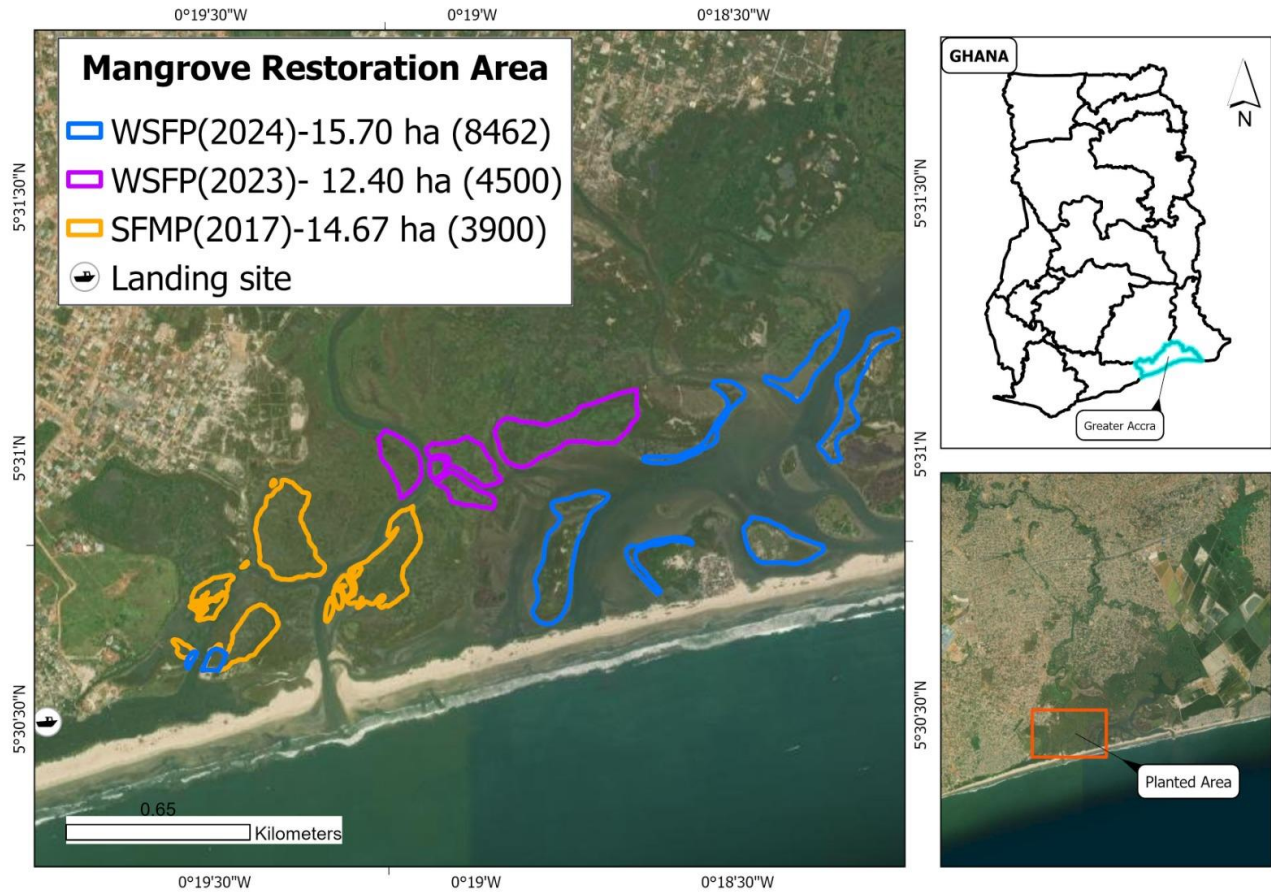 0°19'30"W
0°19'W
0°18'30"W
Mangrove Restoration Area
WSFP(2024)-15.70 ha (8462)
WSFP(2023)- 12.40 ha (4500)
SFMP(2017)-14.67 ha (3900)
Landing site
5°31'30"N
5°31'N
5°30'30"N
5°31'30"N
5°31'N
5°30'30"N
0.65
Kilometers
0°19'30"W
0°19'W
0°18'30"W
GHANA
N
Greater Accra
Planted Area